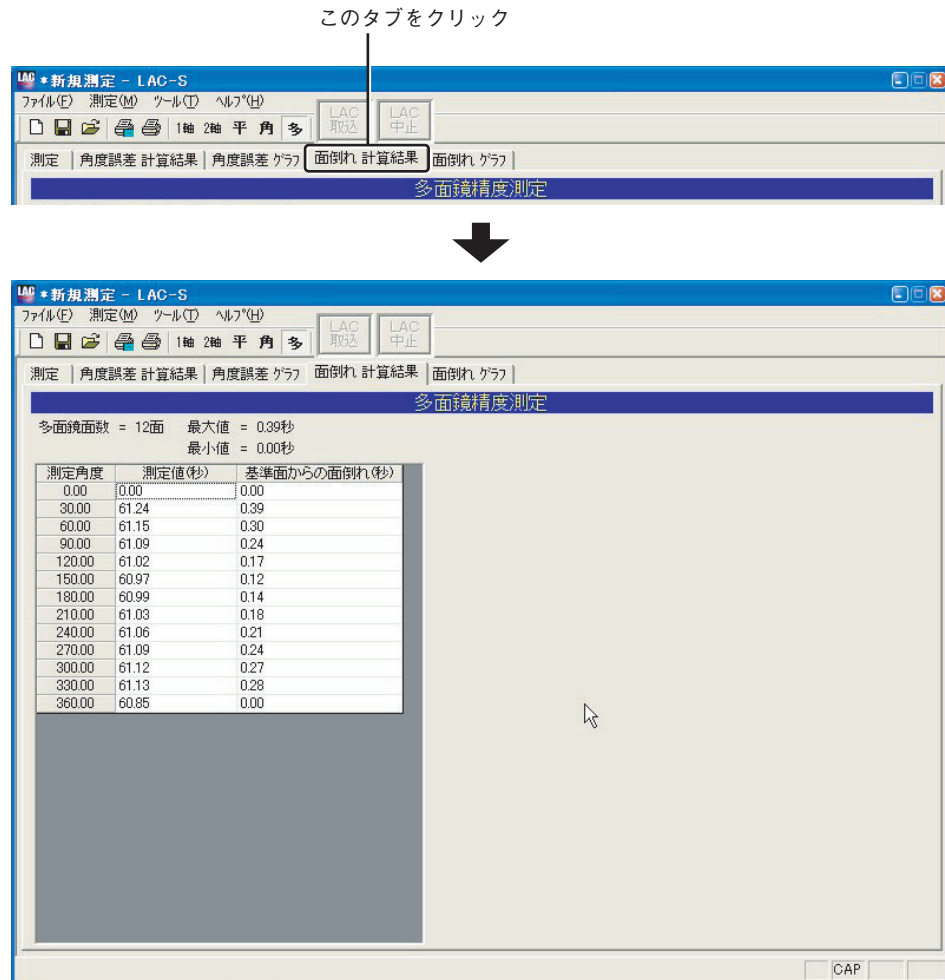 このタブをクリック
LAC *新規測定 - LAC-S
ファイル(F) 測定(M) ツール(T) ヘルプ(H)
1軸 2軸 平 角 多 LAC取込 LAC中止
測定 角度誤差 計算結果 角度誤差 グラフ 面倒れ 計算結果 面倒れ グラフ
多面鏡精度測定
LAC *新規測定 - LAC-S
ファイル(F) 測定(M) ツール(T) ヘルプ(H)
1軸 2軸 平 角 多 LAC取込 LAC中止
測定 角度誤差 計算結果 角度誤差 グラフ 面倒れ 計算結果 面倒れ グラフ
多面鏡精度測定
多面鏡面数 = 12面 最大値 = 0.39秒
最小値 = 0.00秒
測定角度 測定値(秒) 基準面からの面倒れ(秒)
0.00 0.00 0.00
30.00 61.24 0.39
60.00 61.15 0.30
90.00 61.09 0.24
120.00 61.02 0.17
150.00 60.97 0.12
180.00 60.99 0.14
210.00 61.03 0.18
240.00 61.06 0.21
270.00 61.09 0.24
300.00 61.12 0.27
330.00 61.13 0.28
360.00 60.85 0.00
CAP